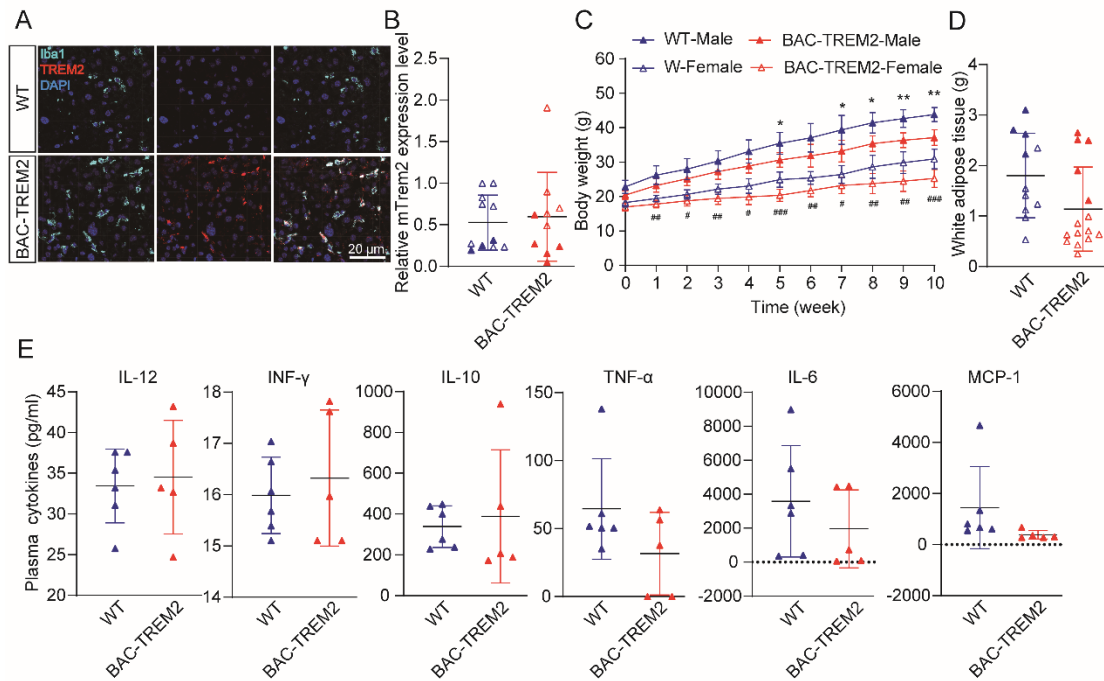 A
WT
BAC-TREM2
Iba1
TREM2
DAPI
20 μm
B
Relative mTrem2 expression level
2.5
2.0
1.5
1.0
0.5
0.0
WT
BAC-TREM2
C
WT-Male
BAC-TREM2-Male
W-Female
BAC-TREM2-Female
Body weight (g)
60
50
40
30
20
10
0
* * * ** **
## # ## # ### ## # ## ## ###
0 1 2 3 4 5 6 7 8 9 10
Time (week)
D
White adipose tissue (g)
5
4
3
2
1
0
WT
BAC-TREM2
E
Plasma cytokines (pg/ml)
IL-12
45
40
35
30
25
20
WT
BAC-TREM2
INF-γ
18
17
16
15
14
WT
BAC-TREM2
IL-10
1000
800
600
400
200
0
WT
BAC-TREM2
TNF-α
150
100
50
0
WT
BAC-TREM2
IL-6
10000
8000
6000
4000
2000
0
-2000
WT
BAC-TREM2
MCP-1
6000
4000
2000
0
-2000
WT
BAC-TREM2